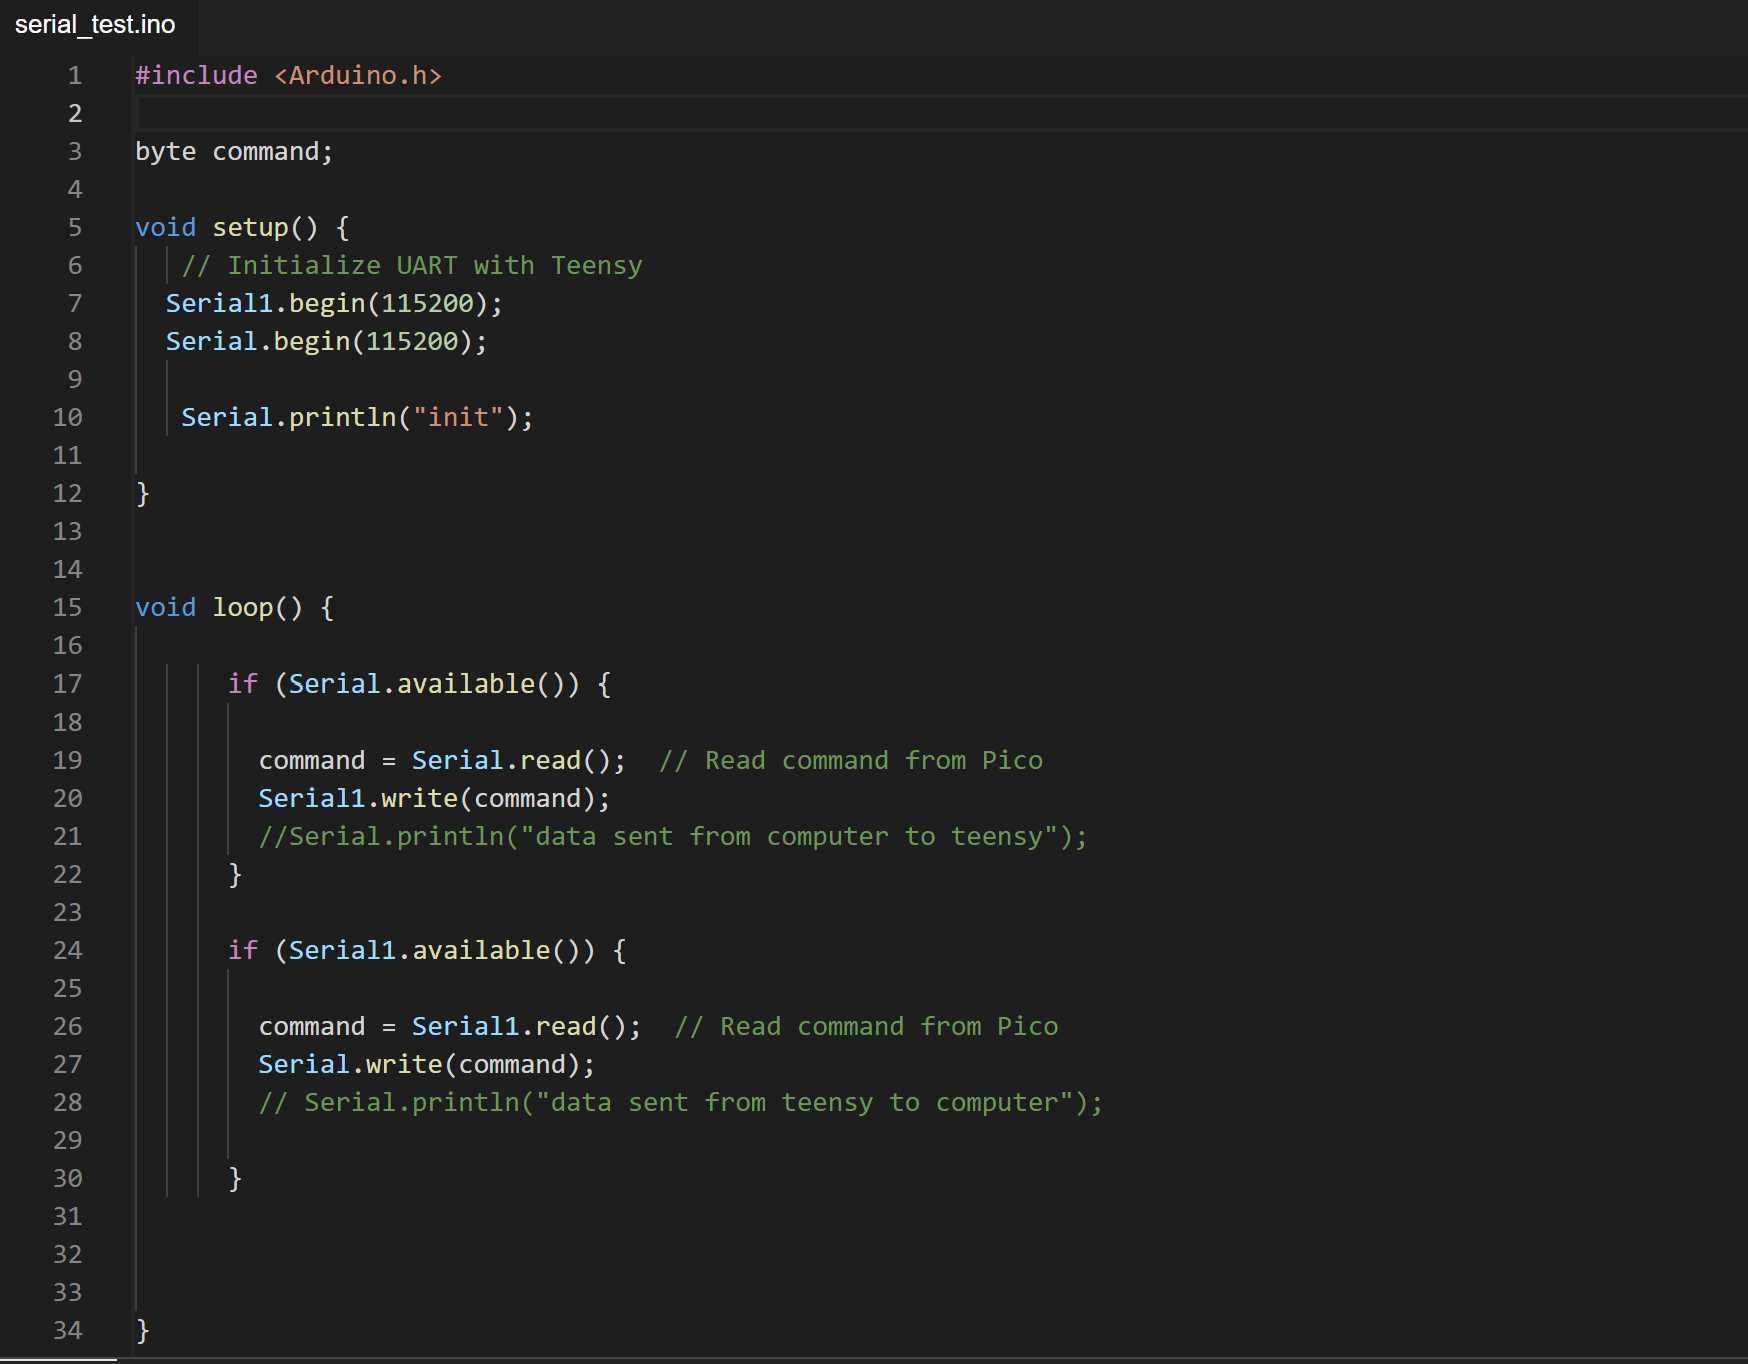 serial_test.ino
1 #include <Arduino.h>
2
3 byte command;
4
5 void setup() {
6 // Initialize UART with Teensy
7 Serial1.begin(115200);
8 Serial.begin(115200);
9
10 Serial.println("init");
11
12 }
13
14
15 void loop() {
16
17 if (Serial.available()) {
18
19 command = Serial.read();  // Read command from Pico
20 Serial1.write(command);
21 //Serial.println("data sent from computer to teensy");
22 }
23
24 if (Serial1.available()) {
25
26 command = Serial1.read();  // Read command from Pico
27 Serial.write(command);
28 // Serial.println("data sent from teensy to computer");
29
30 }
31
32
33
34 }